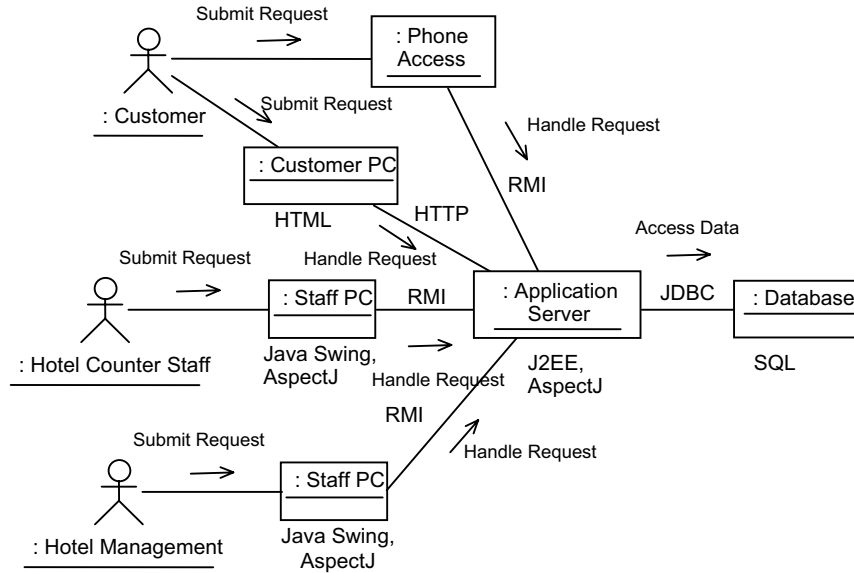 Submit Request
: Phone
Access
Submit Request
: Customer
Handle Request
: Customer PC
RMI
HTML
HTTP
Access Data
Submit Request
Handle Request
: Staff PC
RMI
: Application
Server
JDBC
: Database
: Hotel Counter Staff
Java Swing,
AspectJ
Handle Request
J2EE,
AspectJ
SQL
RMI
Submit Request
Handle Request
: Staff PC
: Hotel Management
Java Swing,
AspectJ